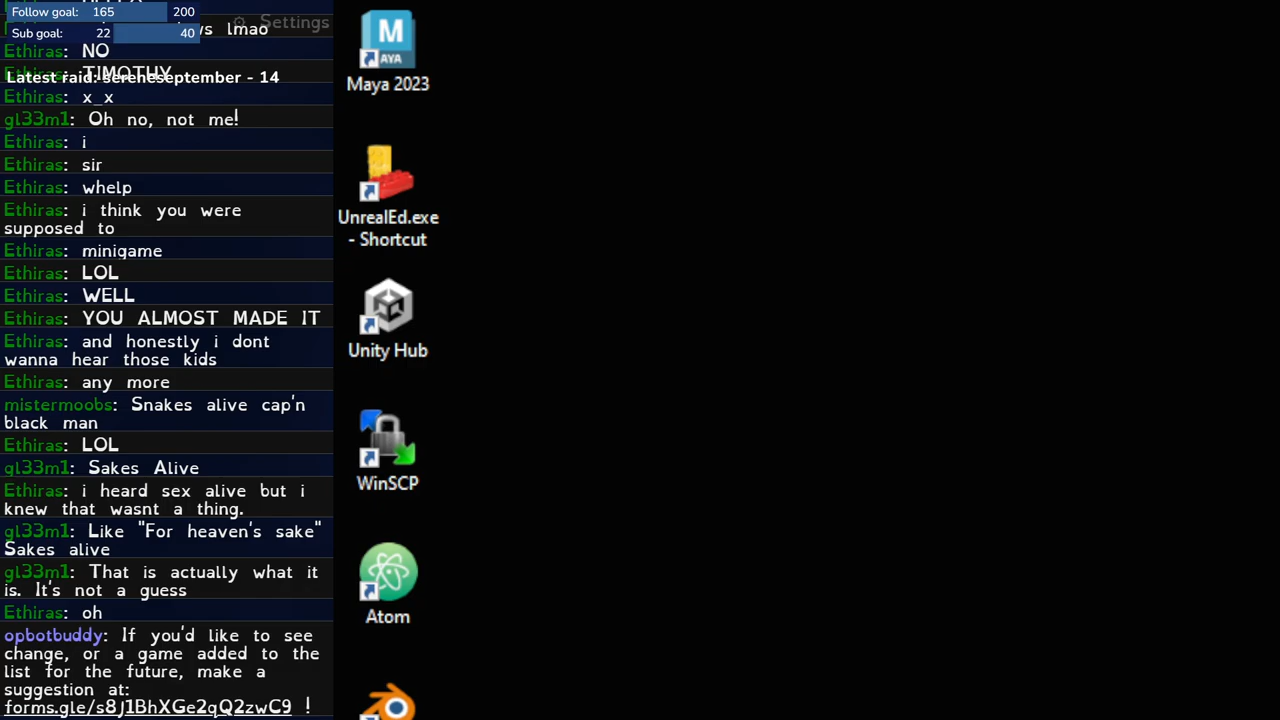 Follow goal: 165 200
Settings
ws lmao
Sub goal: 22 40
Ethiras: NO
Ethiras: TIMOTHY
Latest raid: sereneseptember - 14
Ethiras: x_x
gl33m1: Oh no, not me!
Ethiras: i
Ethiras: sir
Ethiras: whelp
Ethiras: i think you were
supposed to
Ethiras: minigame
Ethiras: LOL
Ethiras: WELL
Ethiras: YOU ALMOST MADE IT
Ethiras: and honestly i dont
wanna hear those kids
Ethiras: any more
mistermoobs: Snakes alive cap'n
black man
Ethiras: LOL
gl33m1: Sakes Alive
Ethiras: i heard sex alive but i
knew that wasnt a thing.
gl33m1: Like "For heaven's sake"
Sakes alive
gl33m1: That is actually what it
is. It's not a guess
Ethiras: oh
opbotbuddy: If you'd like to see
change, or a game added to the
list for the future, make a
suggestion at:
forms.gle/s8J1BhXGe2qQ2zwC9 !
M
AYA
Maya 2023
UnrealEd.exe
- Shortcut
Unity Hub
WinSCP
Atom